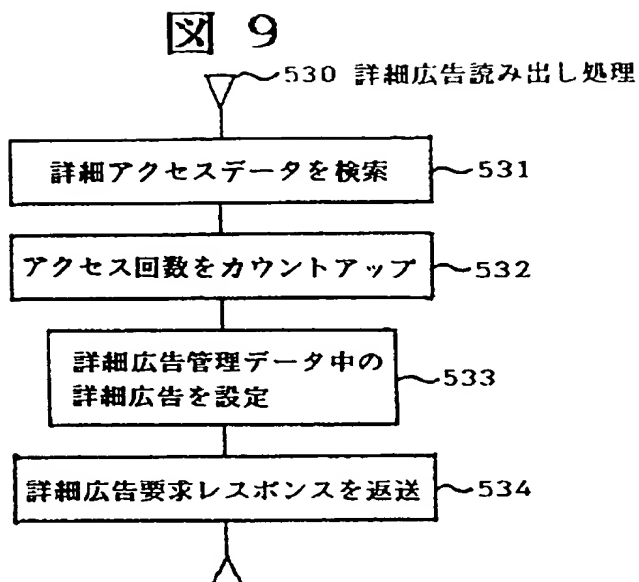 図 9
530 詳細広告読み出し処理
詳細アクセスデータを検索 531
アクセス回数をカウントアップ 532
詳細広告管理データ中の
詳細広告を設定 533
詳細広告要求レスポンスを返送 534